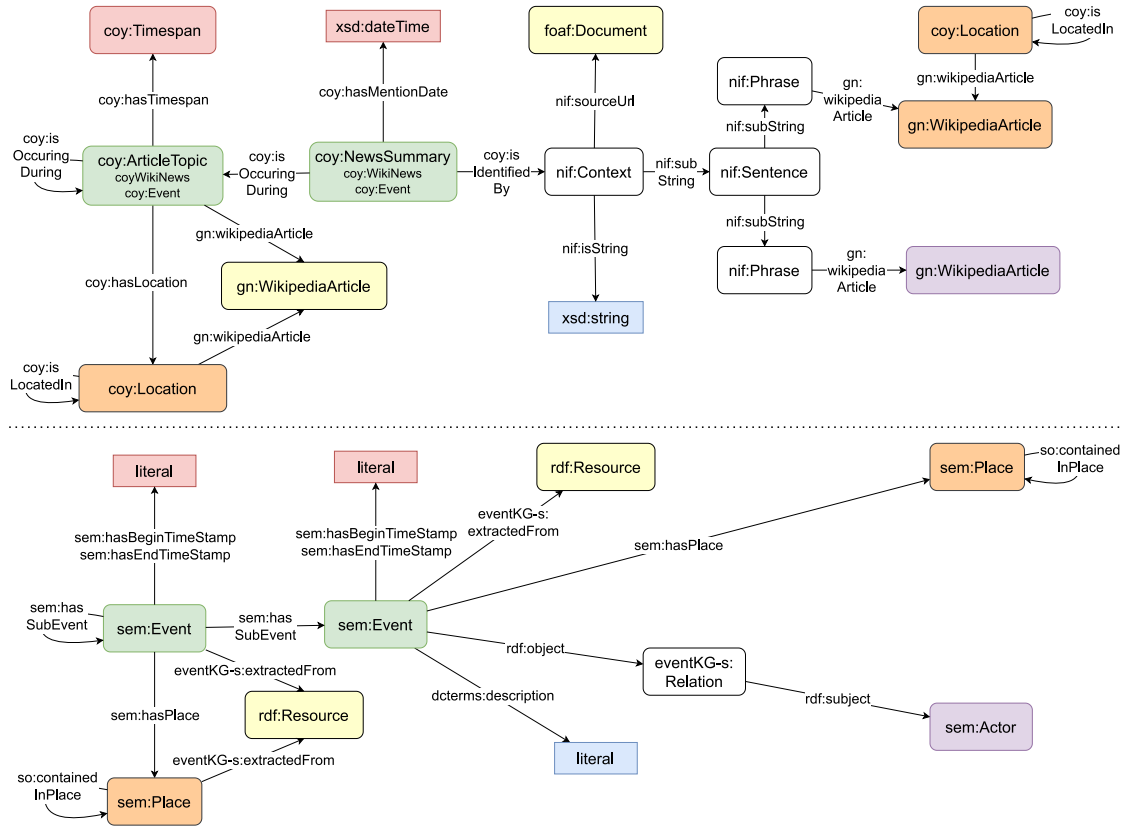 coy:Timespan
xsd:dateTime
foaf:Document
coy:Location
coy:is
LocatedIn
coy:hasTimespan
coy:hasMentionDate
nif:sourceUrl
nif:Phrase
gn:
wikipedia
Article
gn:wikipediaArticle
gn:WikipediaArticle
nif:subString
coy:is
Occuring
During
coy:ArticleTopic
coyWikiNews
coy:Event
coy:is
Occuring
During
coy:NewsSummary
coy:WikiNews
coy:Event
coy:is
Identified
By
nif:Context
nif:sub
String
nif:Sentence
nif:subString
gn:wikipediaArticle
nif:isString
coy:hasLocation
gn:WikipediaArticle
nif:Phrase
gn:
wikipedia
Article
gn:WikipediaArticle
gn:wikipediaArticle
xsd:string
coy:is
LocatedIn
coy:Location
literal
literal
rdf:Resource
sem:Place
so:contained
InPlace
sem:hasBeginTimeStamp
sem:hasEndTimeStamp
sem:hasBeginTimeStamp
sem:hasEndTimeStamp
eventKG-s:
extractedFrom
sem:hasPlace
sem:has
SubEvent
sem:Event
sem:has
SubEvent
sem:Event
rdf:object
eventKG-s:
Relation
eventKG-s:extractedFrom
dcterms:description
rdf:subject
sem:hasPlace
rdf:Resource
sem:Actor
eventKG-s:extractedFrom
literal
so:contained
InPlace
sem:Place